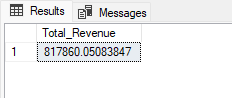 Results Messages
Total_Revenue
1 817860.05083847